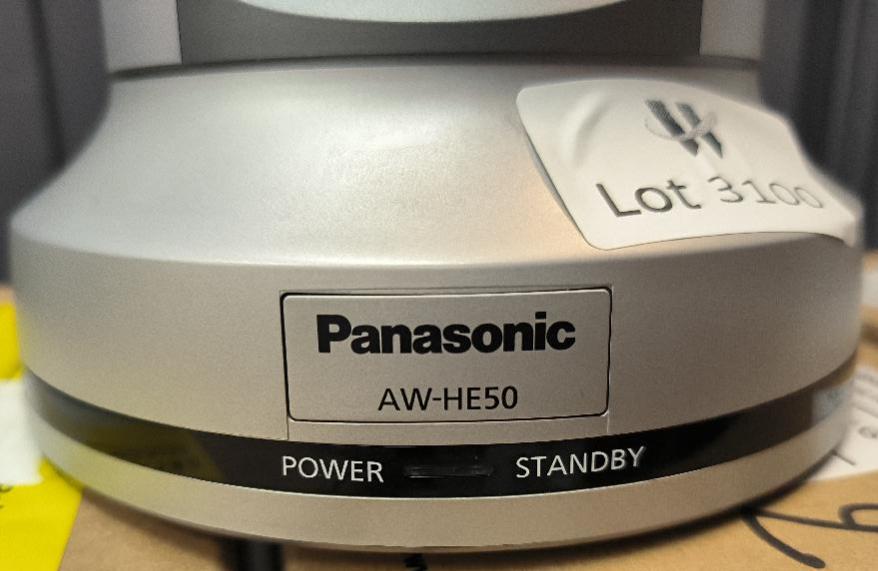 Lot 3100
Panasonic
AW-HE50
POWER STANDBY